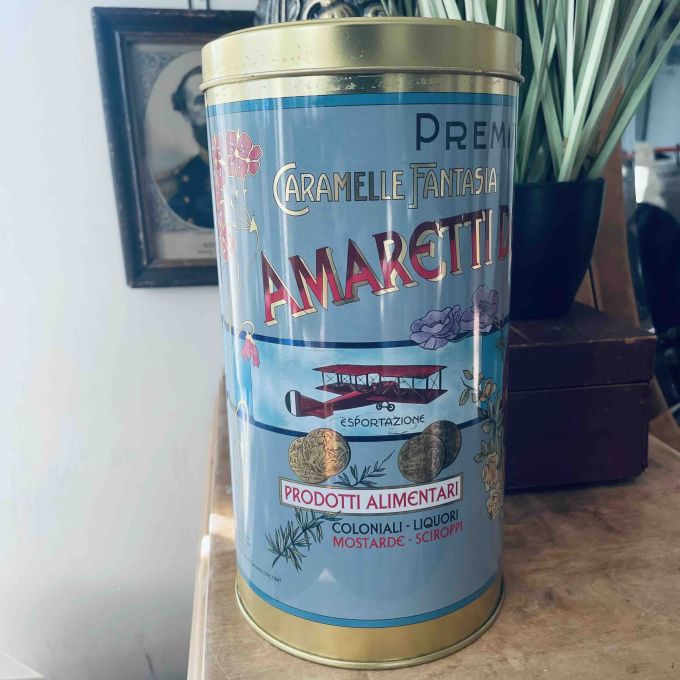 PREMI
CARAMELLE FANTASIA
AMARETTI D
ESPORTAZIONE
PRODOTTI ALIMENTARI
COLONIALI - LIQUORI
MOSTARDE - SCIROPPI